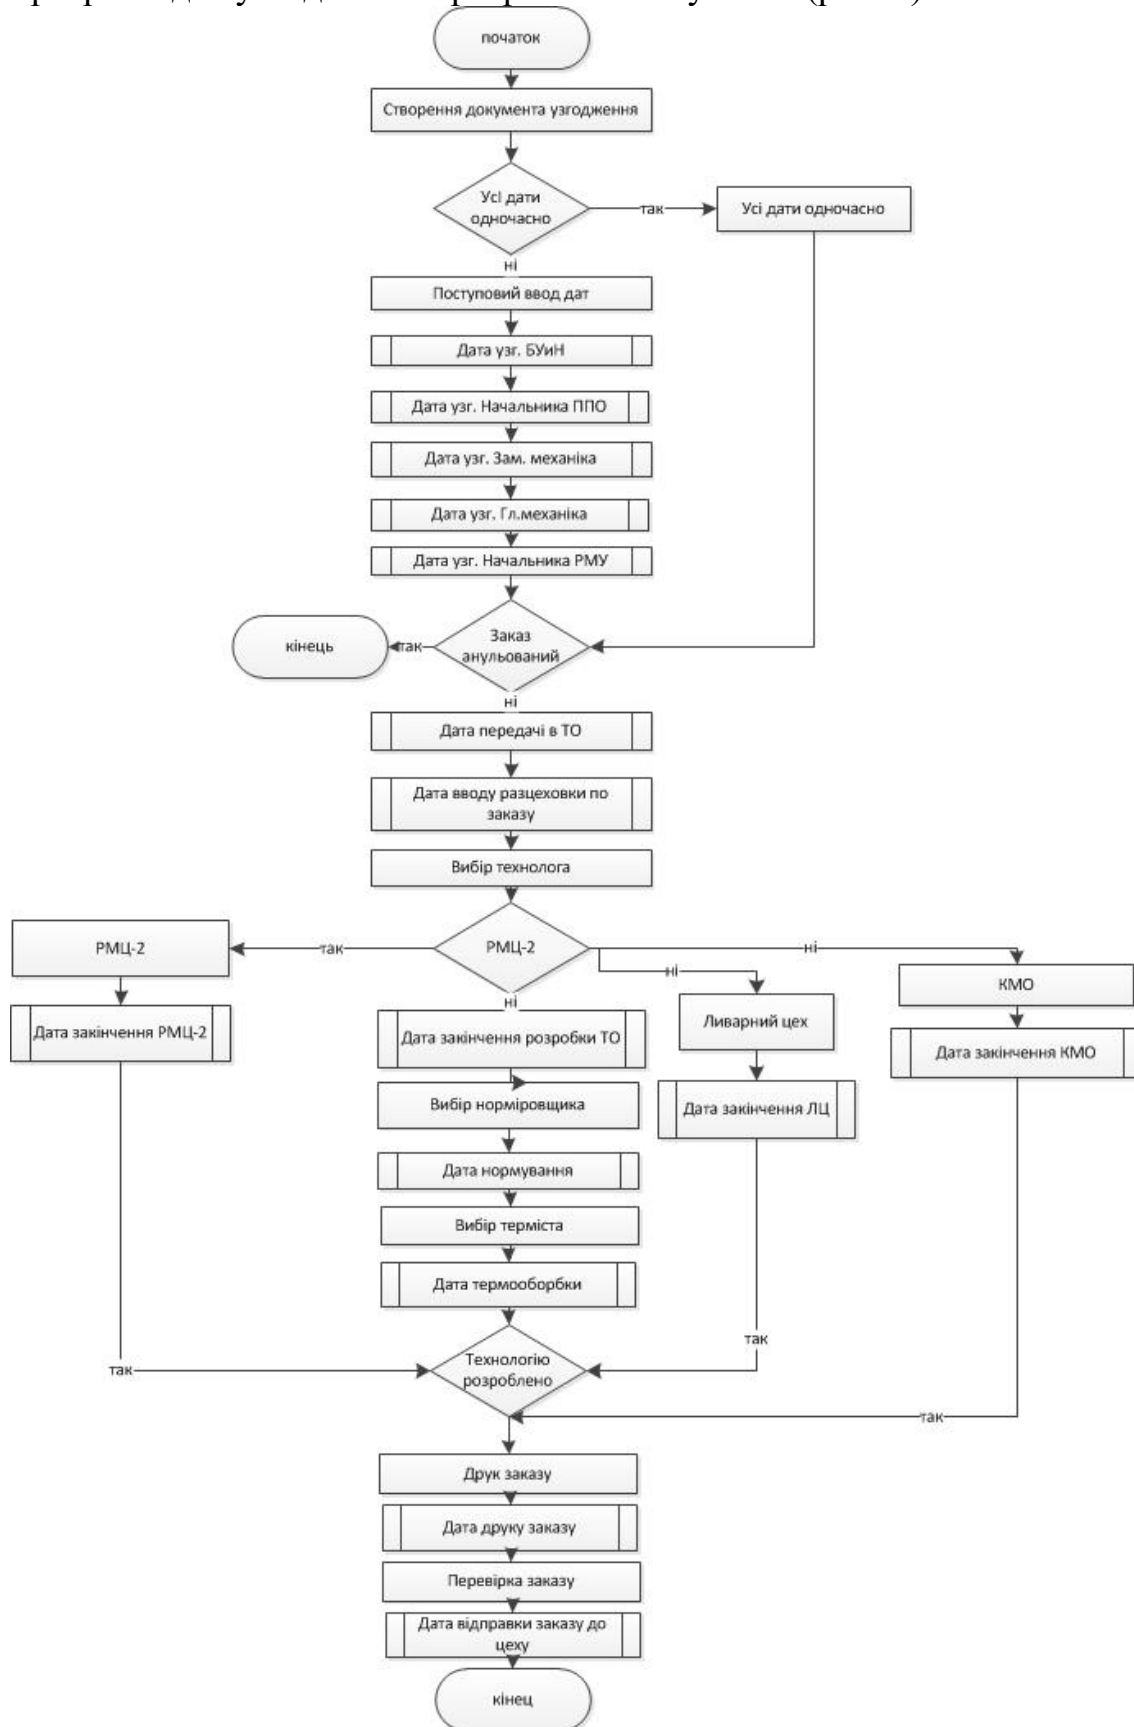 початок
Створення документа узгодження
Усі дати
одночасно
так
Усі дати одночасно
ні
Поступовий ввод дат
Дата узг. БУиН
Дата узг. Начальника ППО
Дата узг. Зам. механіка
Дата узг. Гл.механіка
Дата узг. Начальника РМУ
Заказ
анульований
так
кінець
ні
Дата передачі в ТО
Дата вводу разцеховки по
заказу
Вибір технолога
РМЦ-2
так
РМЦ-2
ні
ні
ні
КМО
Дата закінчення РМЦ-2
Дата закінчення розробки ТО
Ливарний цех
Дата закінчення КМО
Вибір норміровщика
Дата закінчення ЛЦ
Дата нормування
Вибір терміста
Дата термооборбки
так
Технологію
розроблено
так
так
Друк заказу
Дата друку заказу
Перевірка заказу
Дата відправки заказу до
цеху
кінец